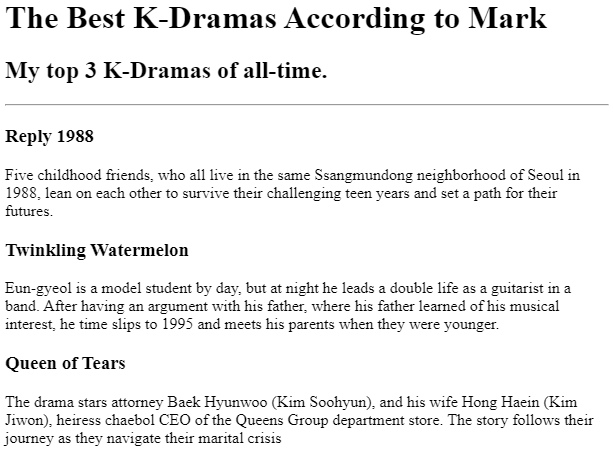 The Best K-Dramas According to Mark
My top 3 K-Dramas of all-time.
Reply 1988
Five childhood friends, who all live in the same Ssangmundong neighborhood of Seoul in
1988, lean on each other to survive their challenging teen years and set a path for their
futures.
Twinkling Watermelon
Eun-gyeol is a model student by day, but at night he leads a double life as a guitarist in a
band. After having an argument with his father, where his father learned of his musical
interest, he time slips to 1995 and meets his parents when they were younger.
Queen of Tears
The drama stars attorney Baek Hyunwoo (Kim Soohyun), and his wife Hong Haein (Kim
Jiwon), heiress chaebol CEO of the Queens Group department store. The story follows their
journey as they navigate their marital crisis